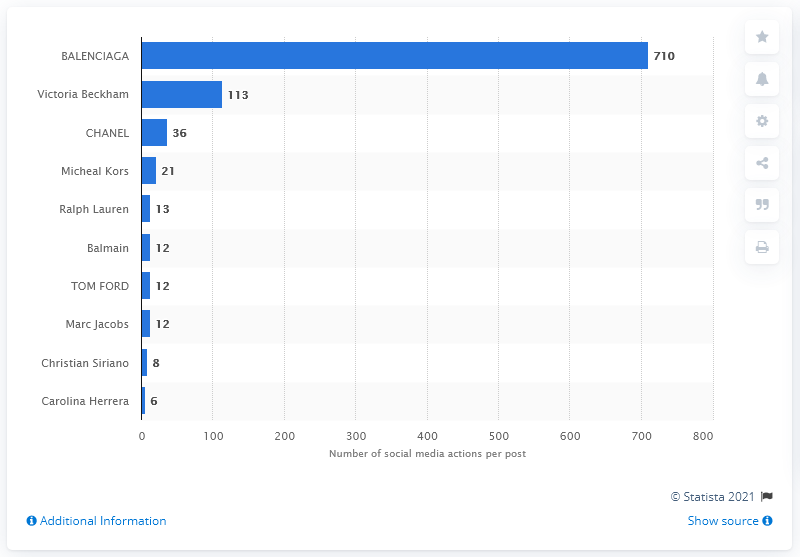 BALENCIAGA 710
Victoria Beckham 113
CHANEL 36
Micheal Kors 21
Ralph Lauren 13
Balmain 12
TOM FORD 12
Marc Jacobs 12
Christian Siriano 8
Carolina Herrera 6
0 100 200 300 400 500 600 700 800
Number of social media actions per post
© Statista 2021
Additional Information Show source